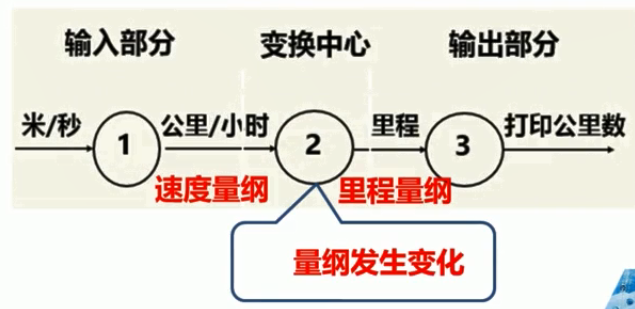 输入部分 变换中心 输出部分
米/秒 1 公里/小时 2 里程 3 打印公里数
速度量纲 里程量纲
量纲发生变化